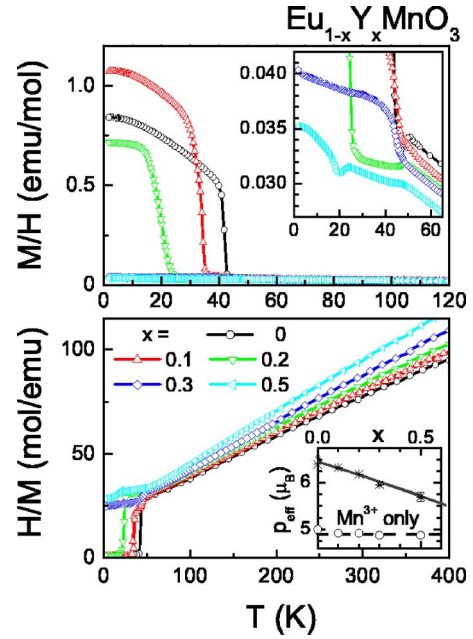 Eu1-xYxMnO3
M/H (emu/mol)
1.0
0.5
0
0.040
0.035
0.030
0 20 40 60
0 20 40 60 80 100 120
H/M (mol/emu)
100
50
0
x = 0
0.1 0.2
0.3 0.5
0.0 x 0.5
peff (μB)
6
5
Mn3+ only
0 100 200 300 400
T (K)